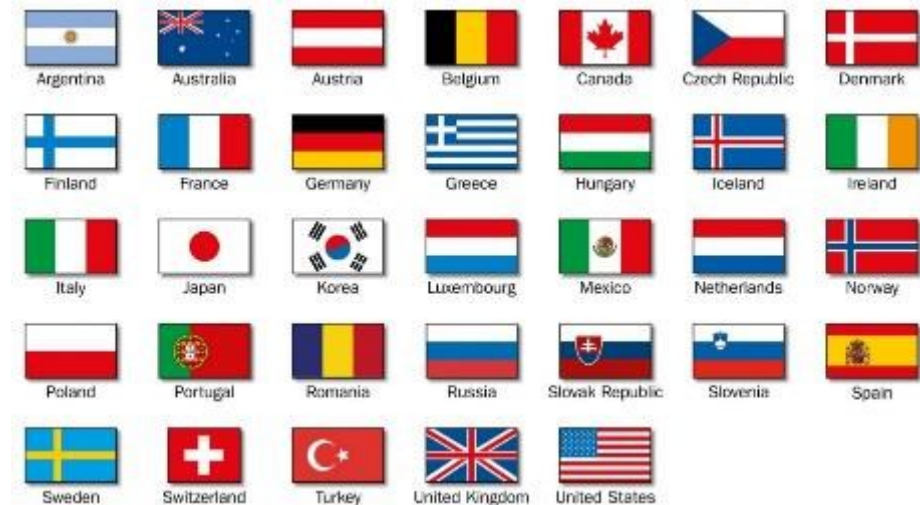 Argentina Australia Austria Belgium Canada Czech Republic Denmark
Finland France Germany Greece Hungary Iceland Ireland
Italy Japan Korea Luxembourg Mexico Netherlands Norway
Poland Portugal Romania Russia Slovak Republic Slovenia Spain
Sweden Switzerland Turkey United Kingdom United States